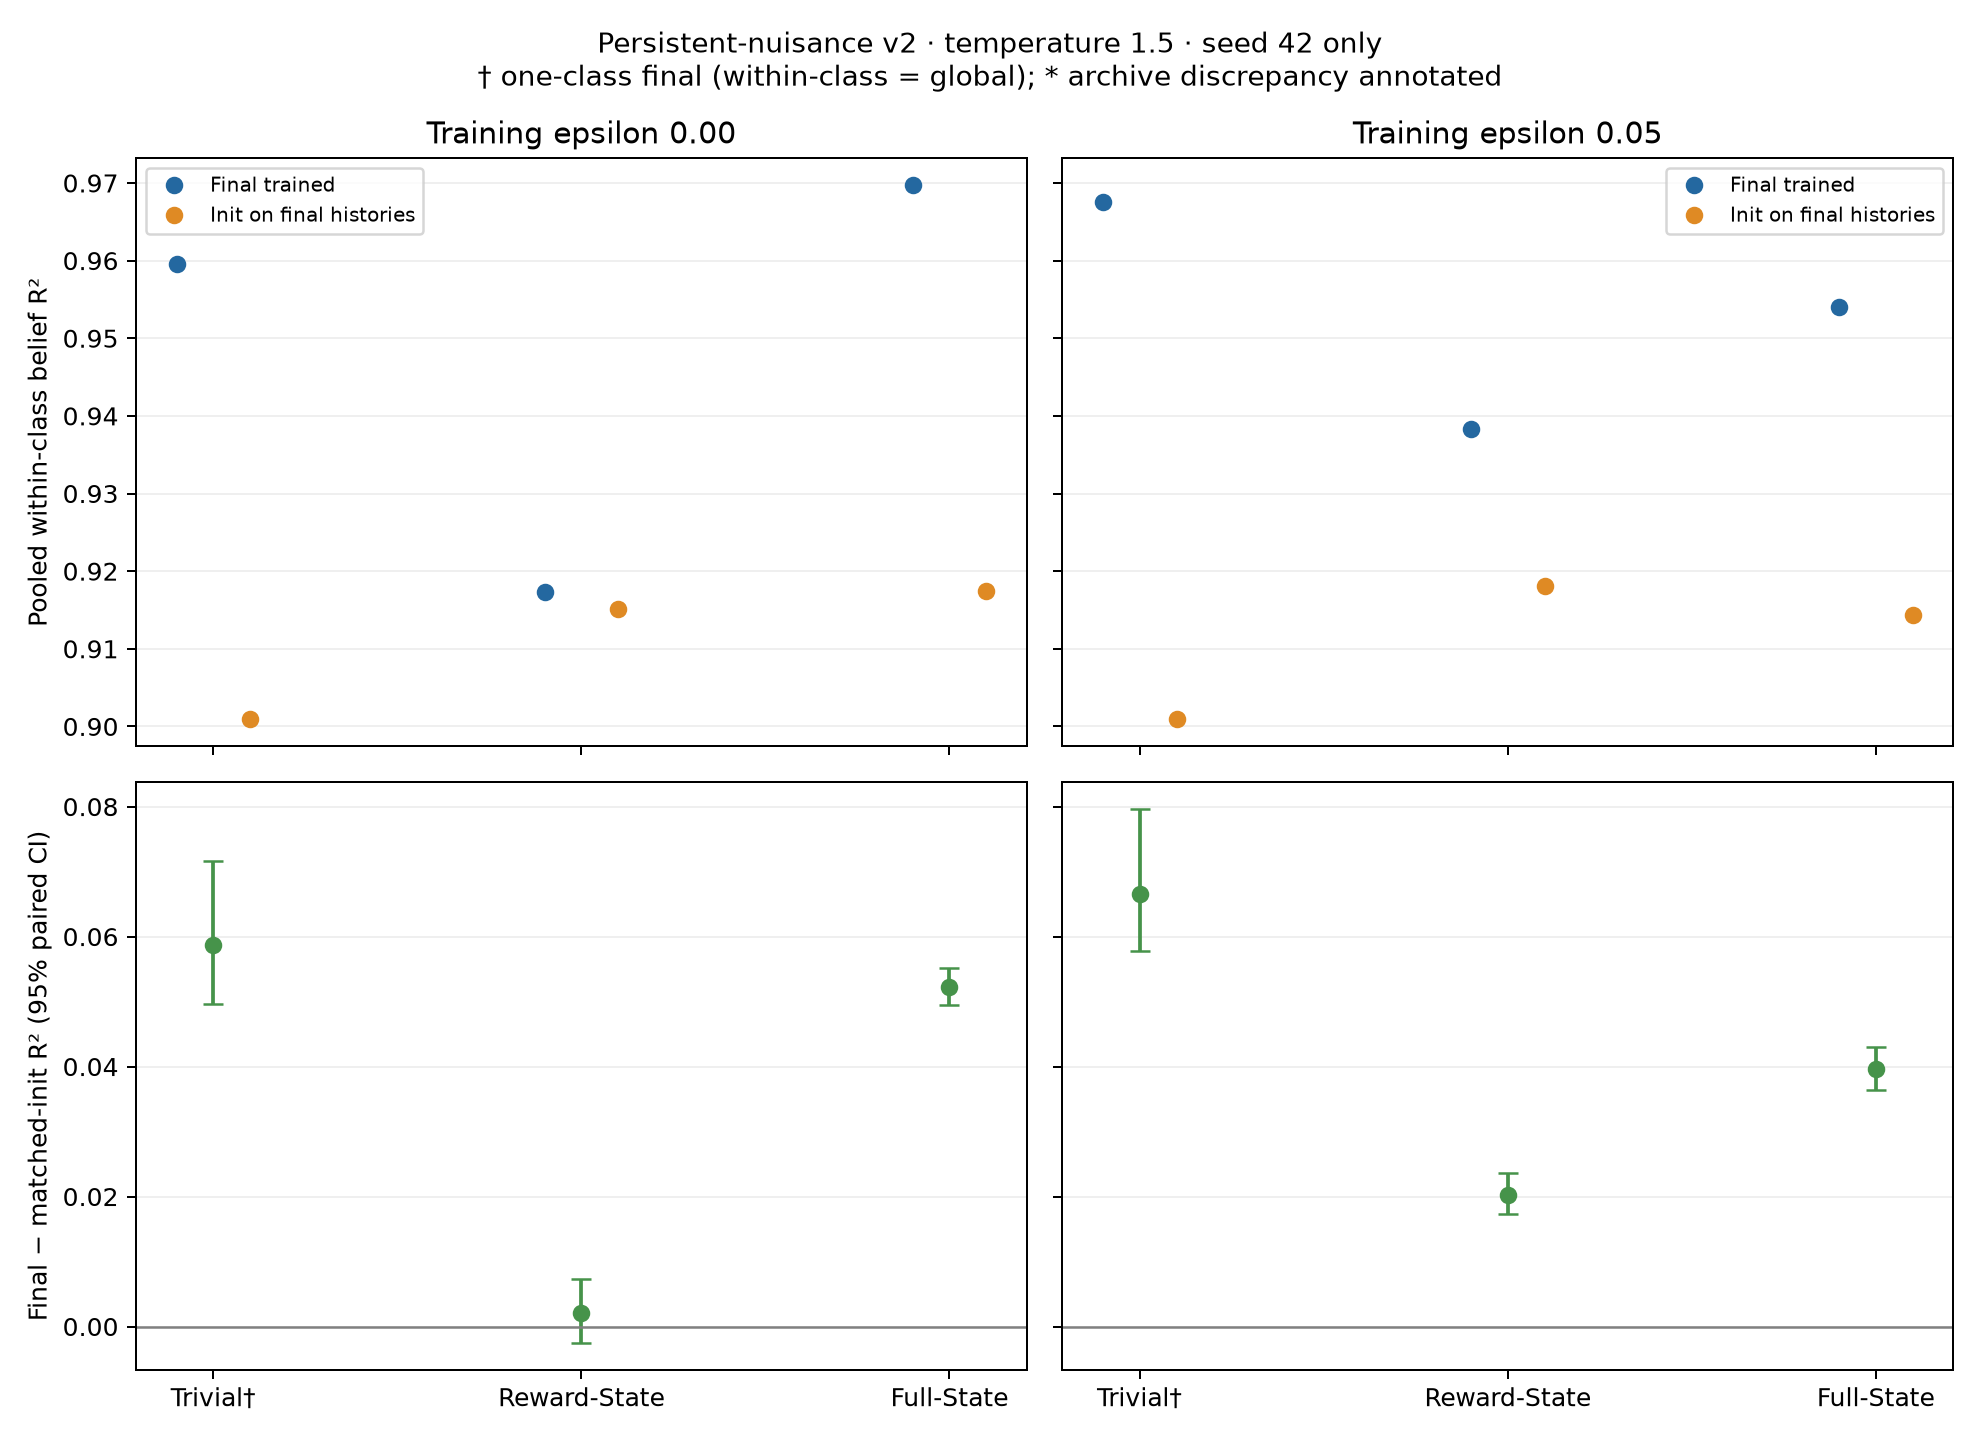 Persistent-nuisance v2 · temperature 1.5 · seed 42 only
† one-class final (within-class = global); * archive discrepancy annotated
Training epsilon 0.00
Training epsilon 0.05
Pooled within-class belief R²
0.97
0.96
0.95
0.94
0.93
0.92
0.91
0.90
Final trained
Init on final histories
Final trained
Init on final histories
Final − matched-init R² (95% paired CI)
0.08
0.06
0.04
0.02
0.00
Trivial†
Reward-State
Full-State
Trivial†
Reward-State
Full-State